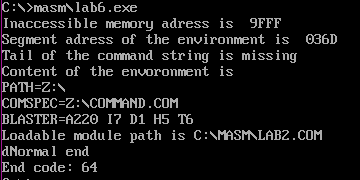 C:\>masm\lab6.exe
Inaccessible memory adress is  9FFF
Segment adress of the environment is  036D
Tail of the command string is missing
Content of the envoronment is
PATH=Z:\
COMSPEC=Z:\COMMAND.COM
BLASTER=A220 I7 D1 H5 T6
Loadable module path is C:\MASM\LAB2.COM
dNormal end
End code: 64